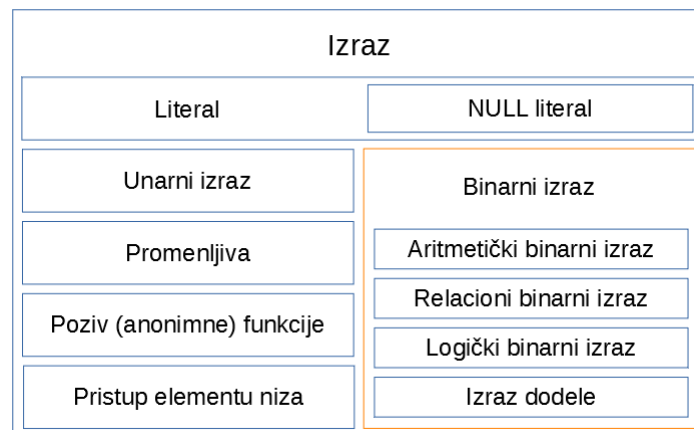 Izraz
Literal
NULL literal
Unarni izraz
Promenljiva
Poziv (anonimne) funkcije
Pristup elementu niza
Binarni izraz
Aritmetički binarni izraz
Relacioni binarni izraz
Logički binarni izraz
Izraz dodele